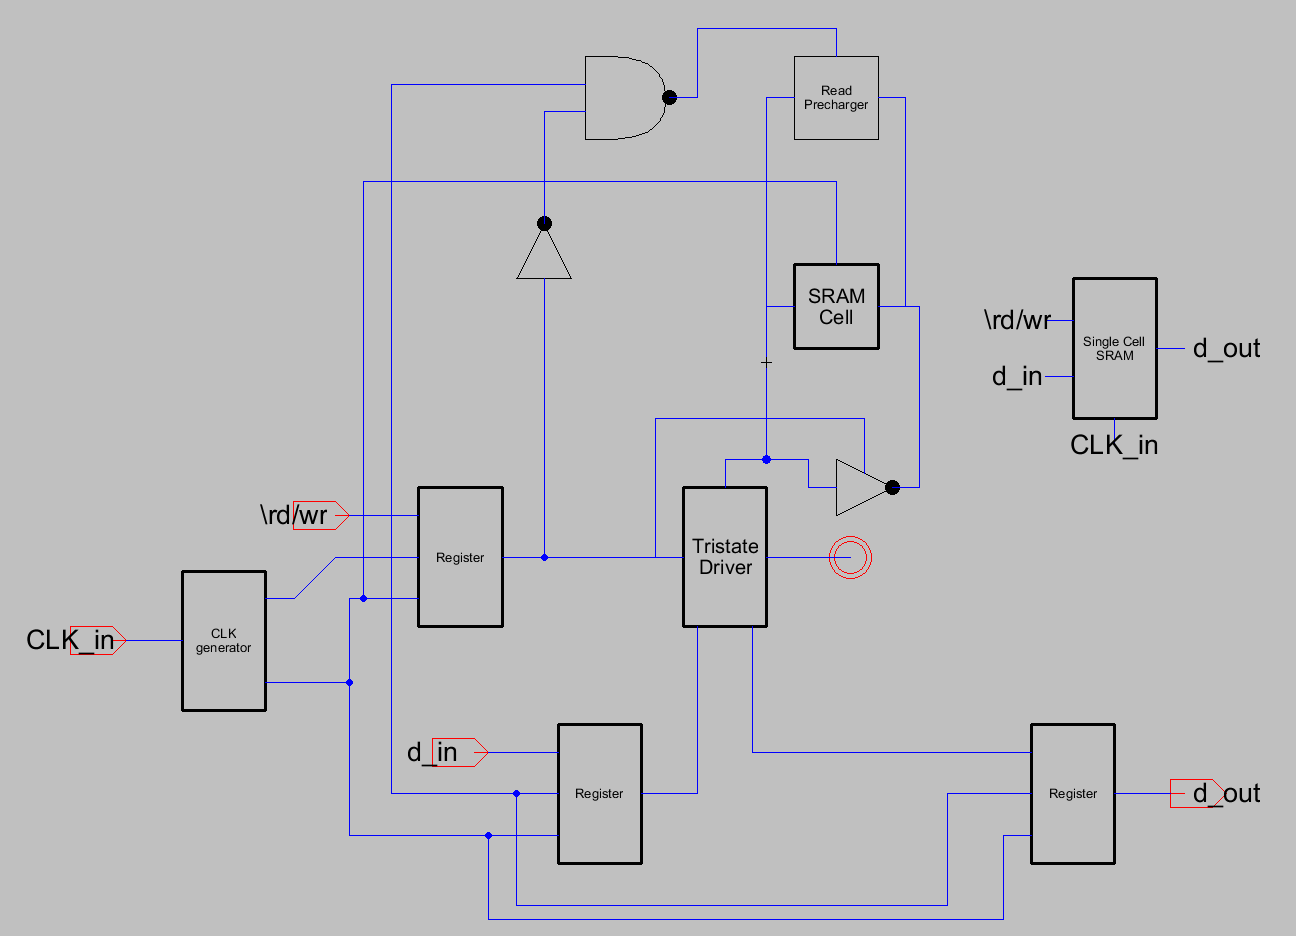 Read
Precharger
SRAM
Cell
\rd/wr
Single Cell
SRAM
d_out
d_in
CLK_in
\rd/wr
Register
Tristate
Driver
CLK_in
CLK
generator
d_in
Register
Register
d_out